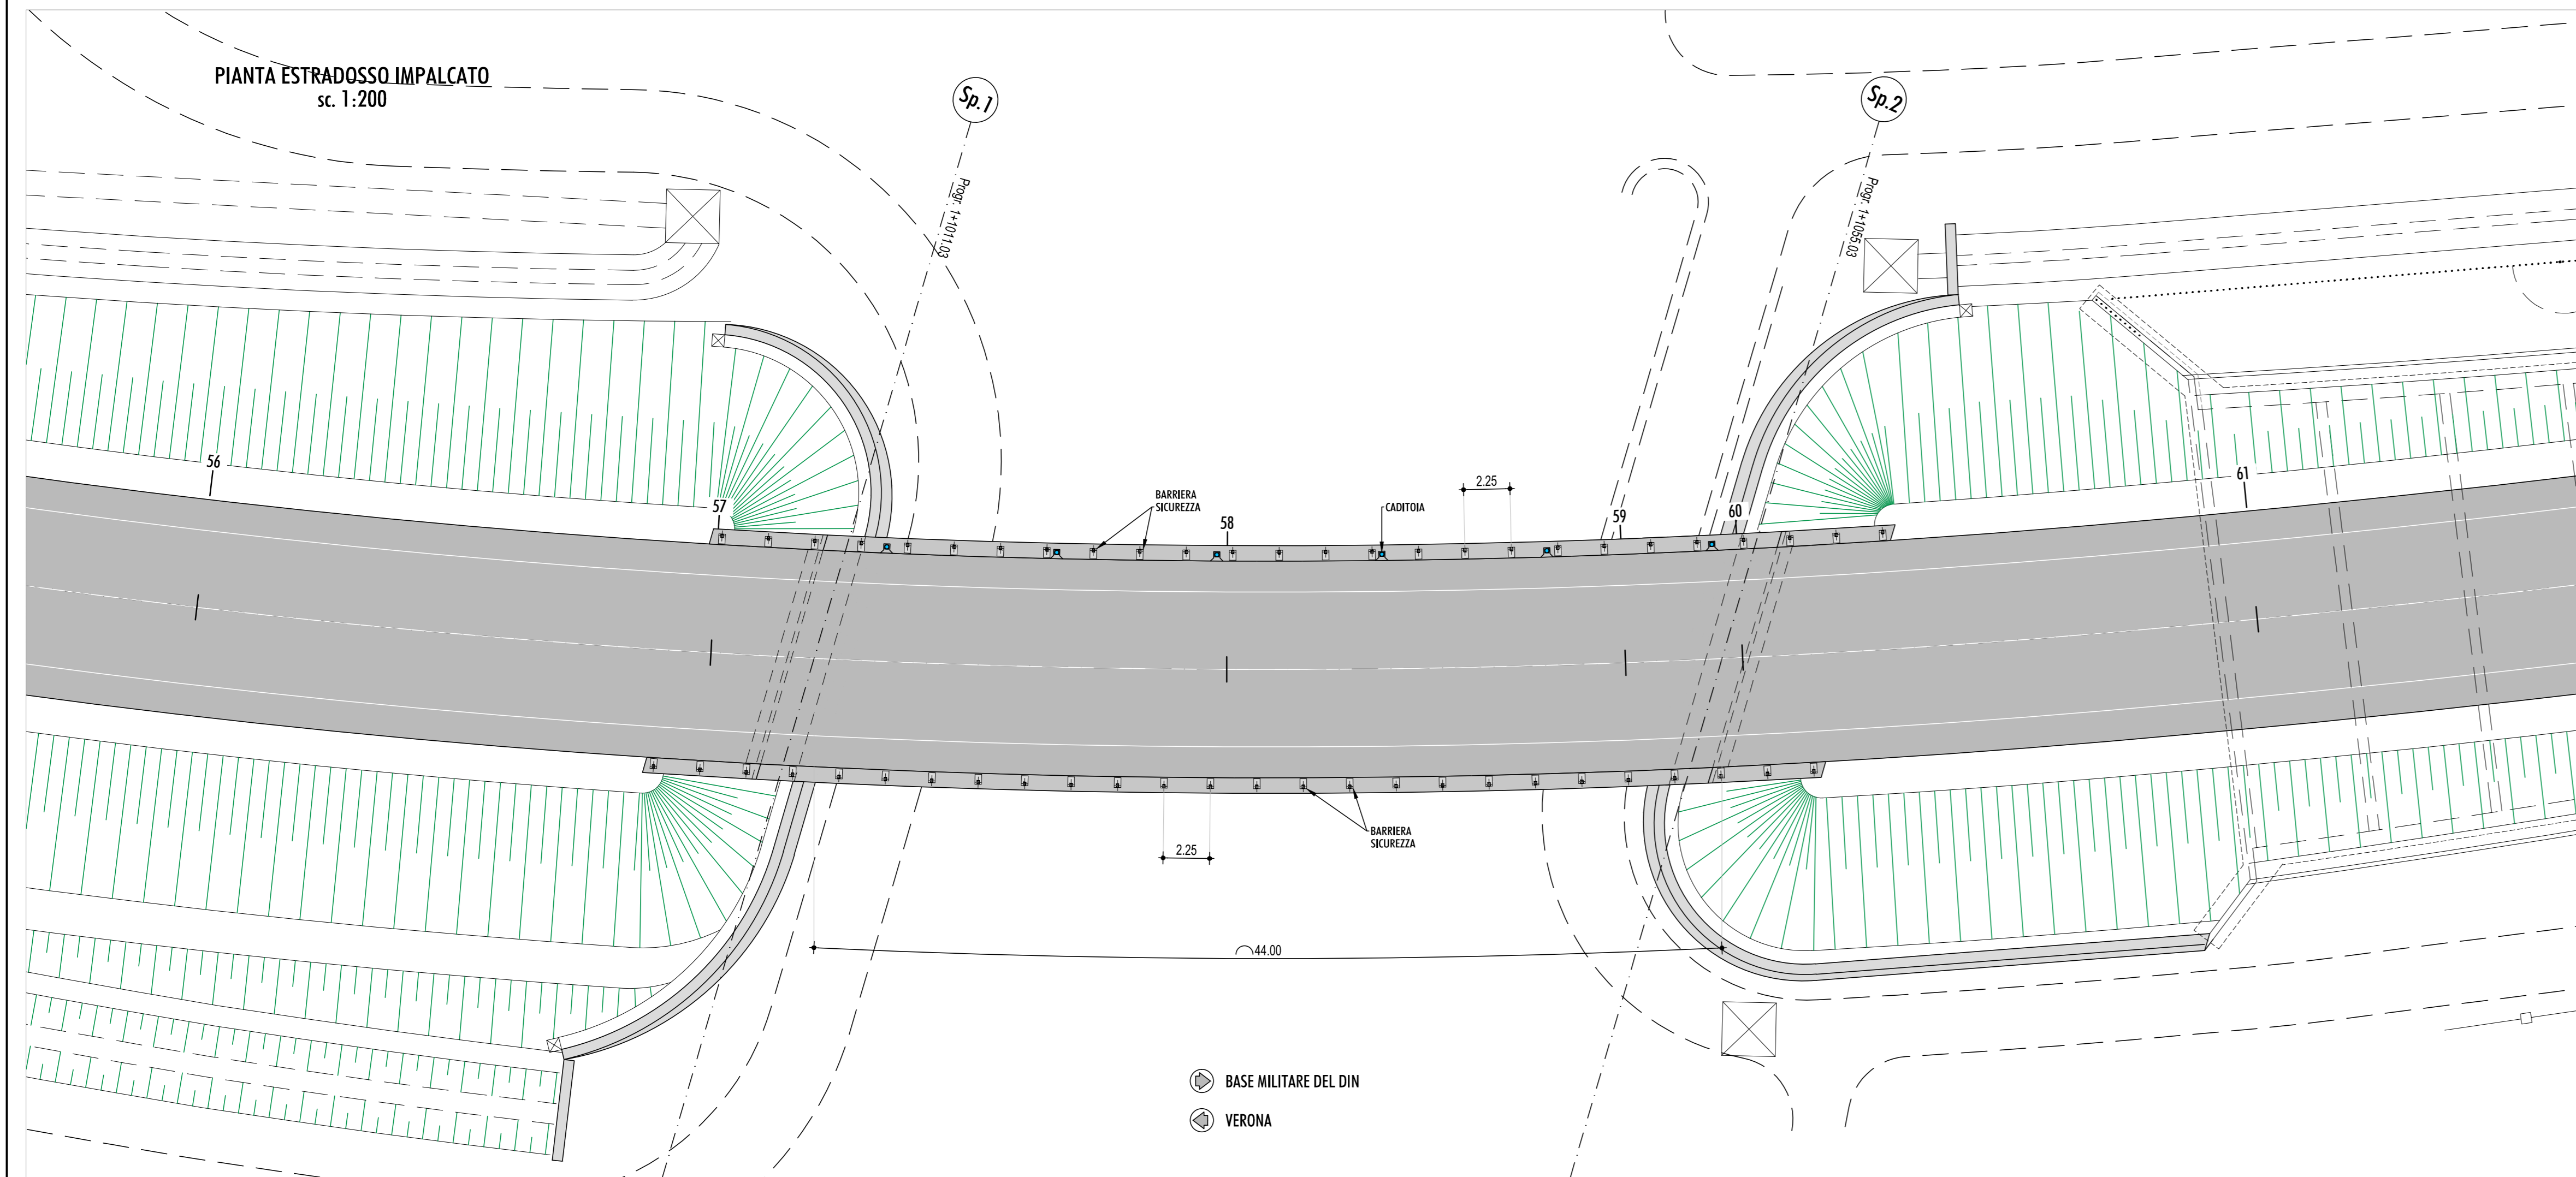 PIANTA ESTRADOSSO IMPALCATO
sc. 1:200
Sp.1
Sp.2
Progr. 1+1011.03
Progr. 1+1055.03
56
57
BARRIERA
SICUREZZA
58
CADITOIA
2.25
59
60
61
2.25
BARRIERA
SICUREZZA
44.00
BASE MILITARE DEL DIN
VERONA